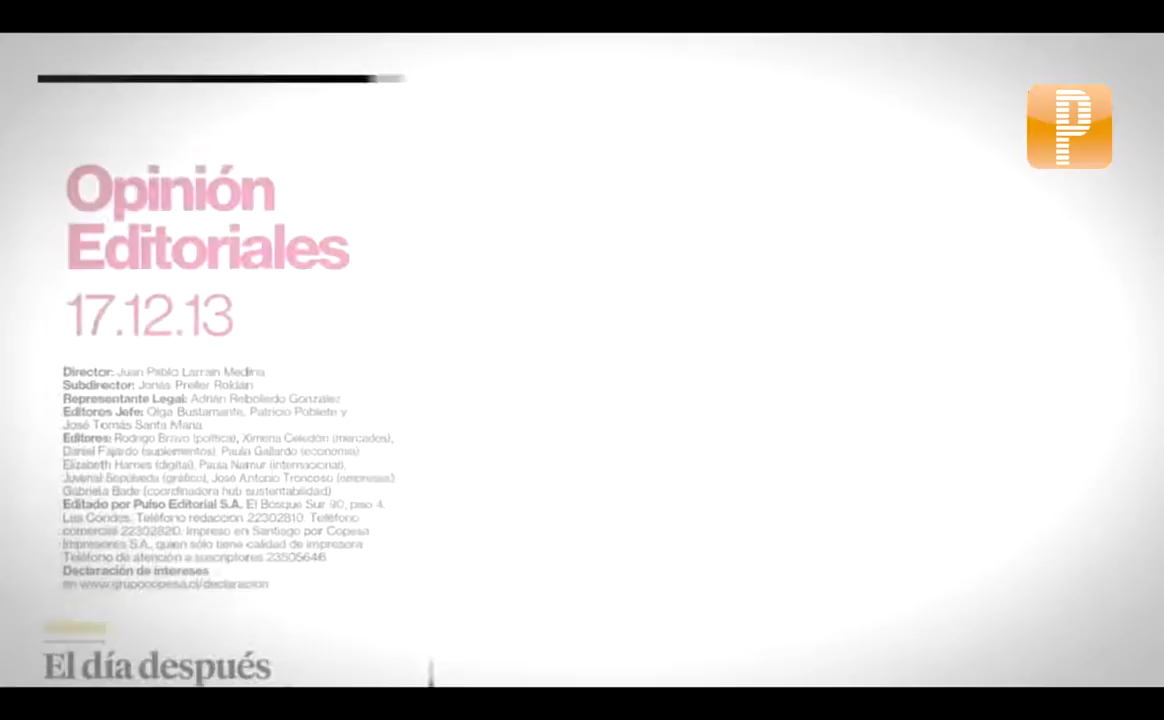 P
Opinión
Editoriales
17.12.13
Director: Juan Pablo Larraín Medina
Subdirector: Jonás Preller Roldán
Representante Legal: Adrián Rebolledo González
Editores Jefe: Olga Bustamante, Patricio Poblete y
José Tomás Santa María
Editores: Rodrigo Bravo (política), Ximena Celedón (mercados),
Daniel Fajardo (suplementos), Paula Gallardo (economía)
Elizabeth Harries (digital), Paula Namur (internacional),
Juvenal Sepúlveda (gráfico), José Antonio Troncoso (empresas)
Gabriela Bade (coordinadora hub sustentabilidad)
Editado por Pulso Editorial S.A. El Bosque Sur 90, piso 4.
Las Condes. Teléfono redacción 22302810. Teléfono
comercial 22302820. Impreso en Santiago por Copesa
Impresores S.A., quien sólo tiene calidad de impresora
Teléfono de atención a suscriptores 23505646
Declaración de intereses
en www.grupocopesa.cl/declaracion
El día después